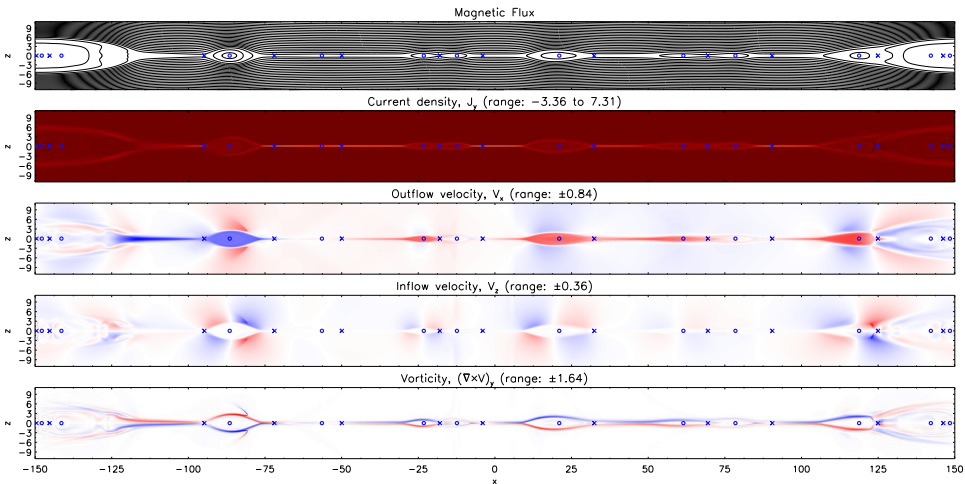 Magnetic Flux
9
6
3
0
−3
−6
−9
z
Current density, Jy (range: −3.36 to 7.31)
9
6
3
0
−3
−6
−9
z
Outflow velocity, Vx (range: ±0.84)
9
6
3
0
−3
−6
−9
z
Inflow velocity, Vz (range: ±0.36)
9
6
3
0
−3
−6
−9
z
Vorticity, (∇×V)y (range: ±1.64)
9
6
3
0
−3
−6
−9
z
−150 −125 −100 −75 −50 −25 0 25 50 75 100 125 150
x